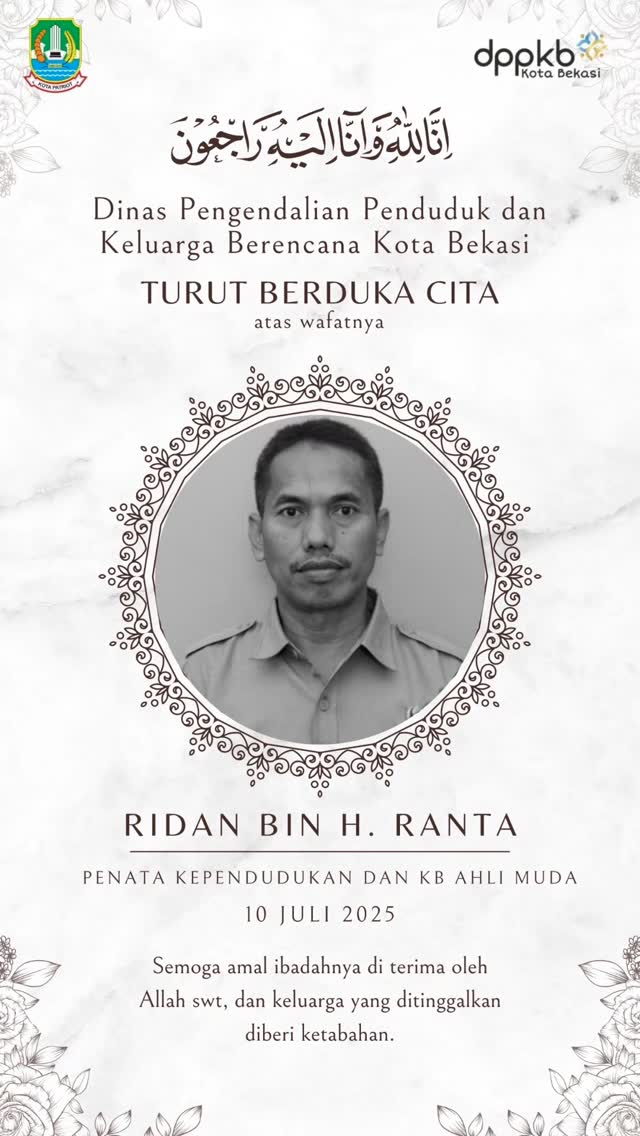 KOTA PATRIOT
dppkb
Kota Bekasi
اِنَّا لِلّٰهِ وَاِنَّآ اِلَيْهِ رَاجِعُوْنَ
Dinas Pengendalian Penduduk dan
Keluarga Berencana Kota Bekasi
TURUT BERDUKA CITA
atas wafatnya
RIDAN BIN H. RANTA
PENATA KEPENDUDUKAN DAN KB AHLI MUDA
10 JULI 2025
Semoga amal ibadahnya di terima oleh
Allah swt, dan keluarga yang ditinggalkan
diberi ketabahan.